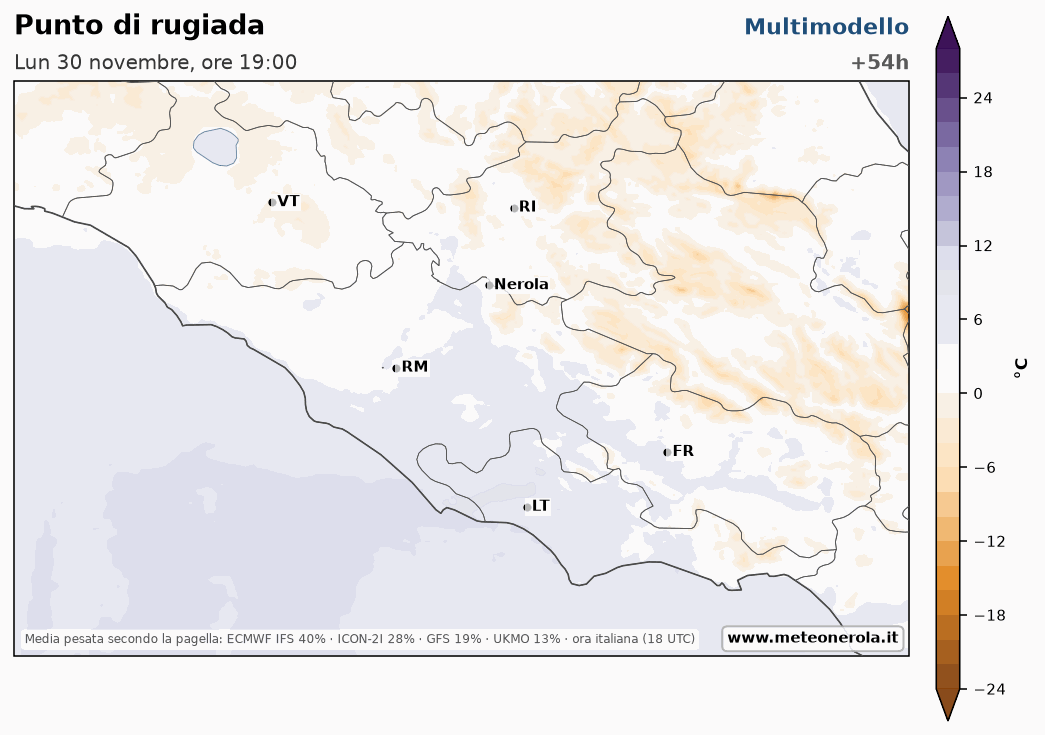 Punto di rugiada
Multimodello
Lun 30 novembre, ore 19:00
+54h
VT
RI
Nerola
RM
FR
LT
24
18
12
6
0
−6
−12
−18
−24
°C
Media pesata secondo la pagella: ECMWF IFS 40% · ICON-2I 28% · GFS 19% · UKMO 13% · ora italiana (18 UTC)
www.meteonerola.it